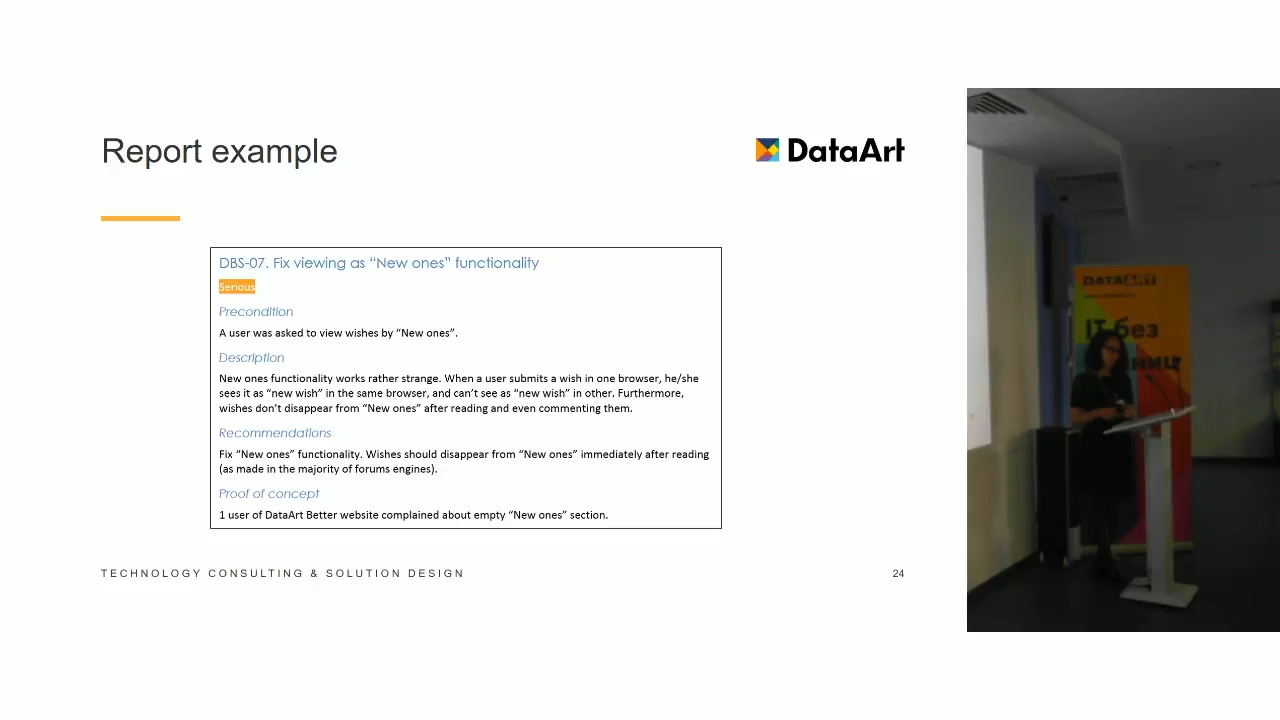 Report example
DataArt
DBS-07. Fix viewing as “New ones” functionality
Serious
Precondition
A user was asked to view wishes by “New ones”.
Description
New ones functionality works rather strange. When a user submits a wish in one browser, he/she
sees it as “new wish” in the same browser, and can’t see as “new wish” in other. Furthermore,
wishes don’t disappear from “New ones” after reading and even commenting them.
Recommendations
Fix “New ones” functionality. Wishes should disappear from “New ones” immediately after reading
(as made in the majority of forums engines).
Proof of concept
1 user of DataArt Better website complained about empty “New ones” section.
TECHNOLOGY CONSULTING & SOLUTION DESIGN
24
DATAART
IT без